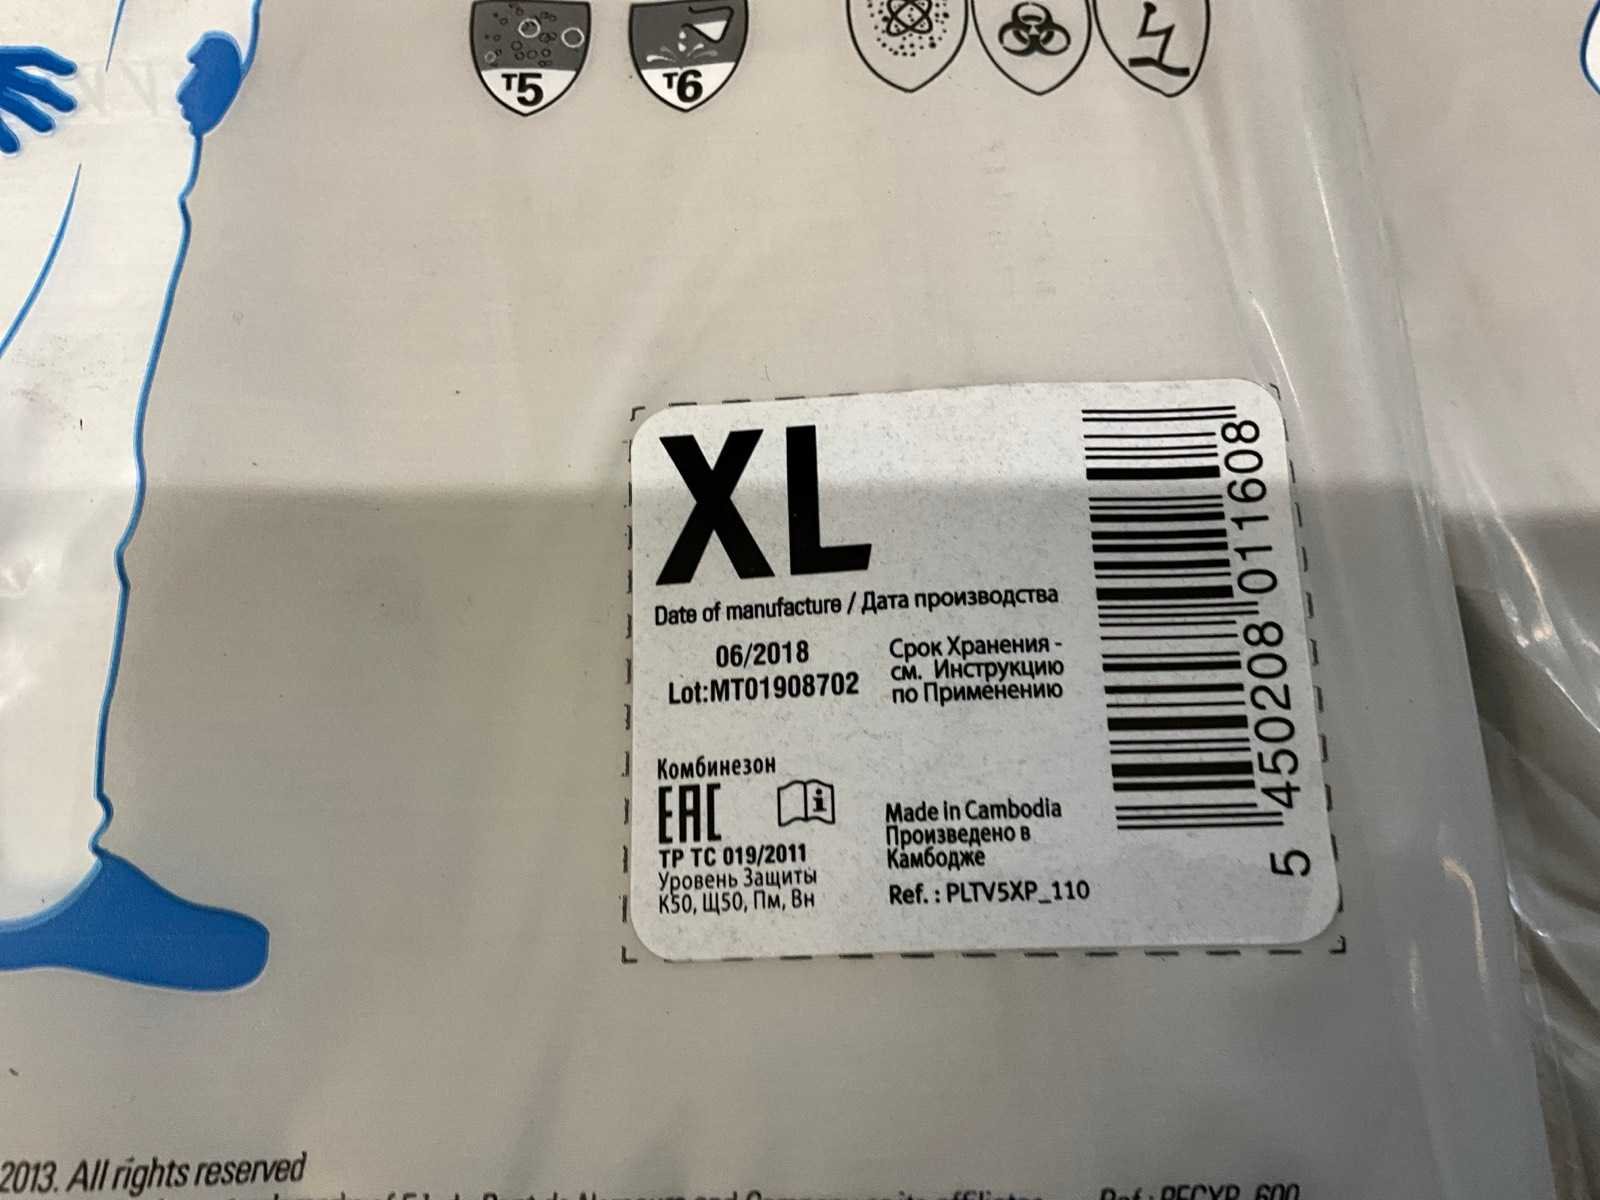 T5
T6
XL
Date of manufacture / Дата производства
06/2018
Lot:MT01908702
Срок Хранения -
см. Инструкцию
по Применению
Комбинезон
EAC
ТР ТС 019/2011
Уровень Защиты
К50, Щ50, Пм, Вн
Made in Cambodia
Произведено в
Камбодже
Ref. : PLTV5XP_110
5 450208 011608
2013. All rights reserved